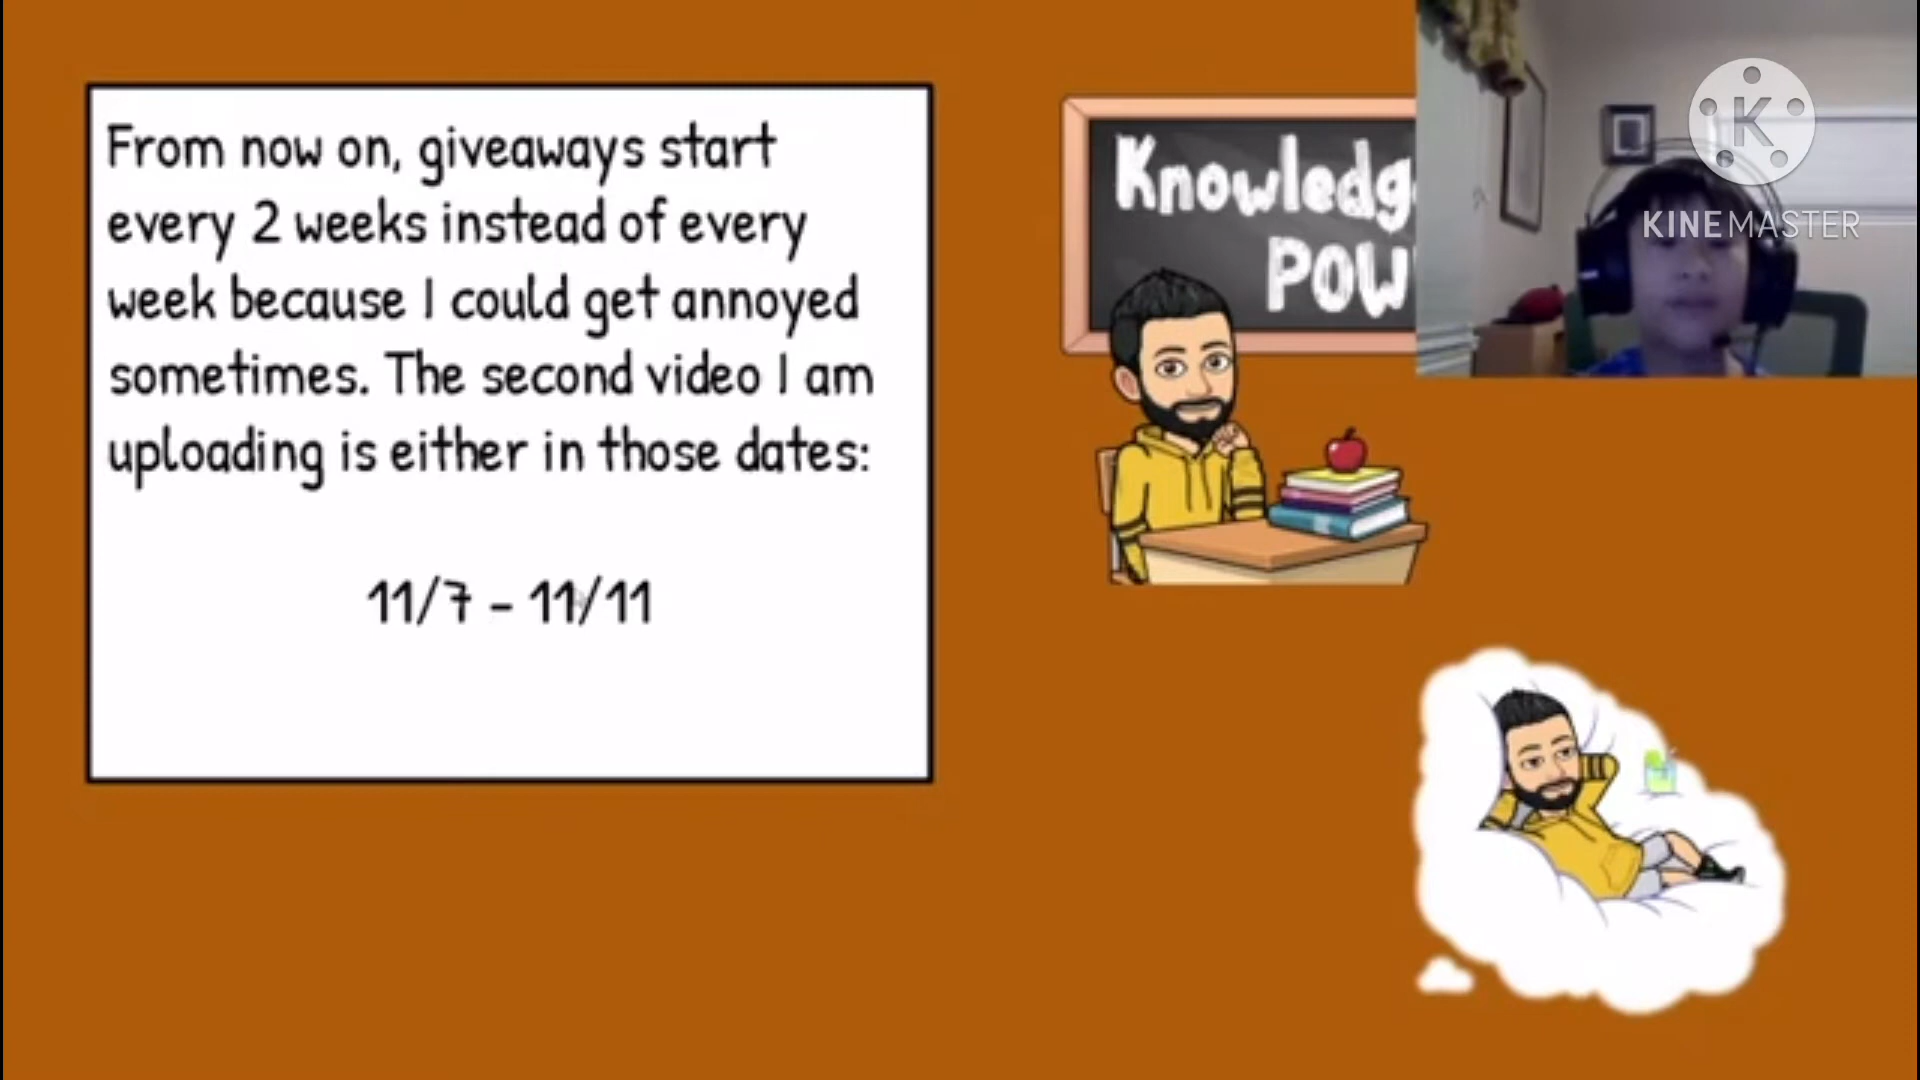 From now on, giveaways start
every 2 weeks instead of every
week because I could get annoyed
sometimes. The second video I am
uploading is either in those dates:
11/7 - 11/11
Knowledg
POW
K
KINEMASTER